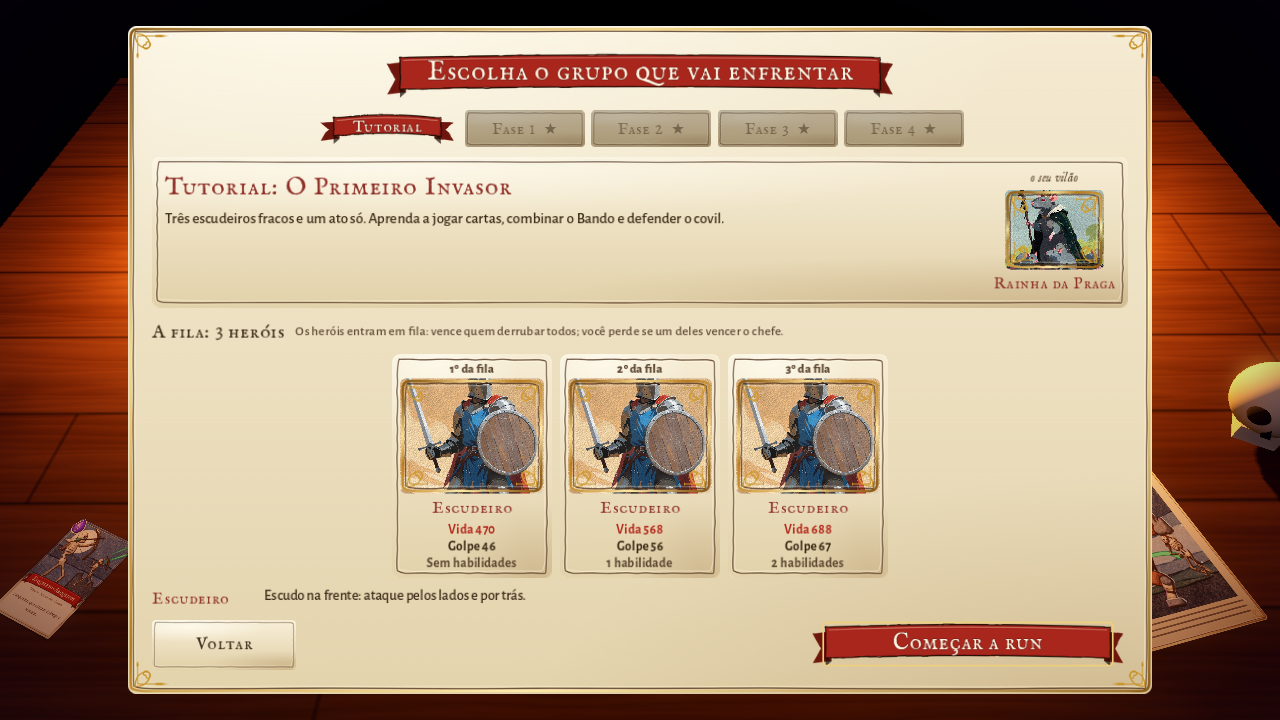 Escolha o grupo que vai enfrentar
Tutorial
Fase 1 ★
Fase 2 ★
Fase 3 ★
Fase 4 ★
Tutorial: O Primeiro Invasor
Três escudeiros fracos e um ato só. Aprenda a jogar cartas, combinar o Bando e defender o covil.
o seu vilão
Rainha da Praga
A fila: 3 heróis
Os heróis entram em fila: vence quem derrubar todos; você perde se um deles vencer o chefe.
1º da fila
Escudeiro
Vida 470
Golpe 46
Sem habilidades
2º da fila
Escudeiro
Vida 568
Golpe 56
1 habilidade
3º da fila
Escudeiro
Vida 688
Golpe 67
2 habilidades
Escudeiro
Escudo na frente: ataque pelos lados e por trás.
Voltar
Começar a run